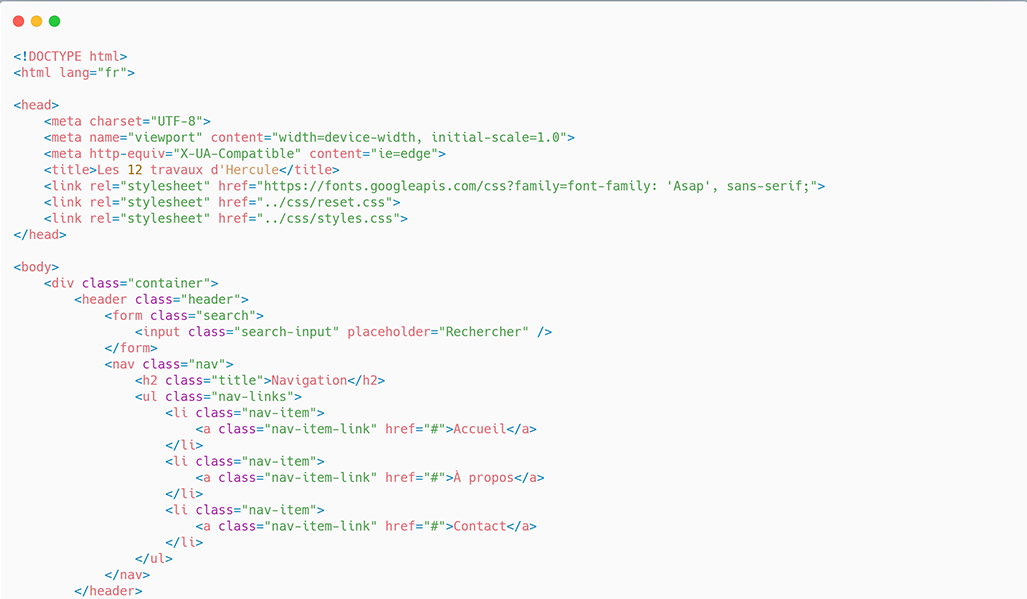 <!DOCTYPE html>
<html lang="fr">
<head>
<meta charset="UTF-8">
<meta name="viewport" content="width=device-width, initial-scale=1.0">
<meta http-equiv="X-UA-Compatible" content="ie=edge">
<title>Les 12 travaux d'Hercule</title>
<link rel="stylesheet" href="https://fonts.googleapis.com/css?family=font-family: 'Asap', sans-serif;">
<link rel="stylesheet" href="../css/reset.css">
<link rel="stylesheet" href="../css/styles.css">
</head>
<body>
<div class="container">
<header class="header">
<form class="search">
<input class="search-input" placeholder="Rechercher" />
</form>
<nav class="nav">
<h2 class="title">Navigation</h2>
<ul class="nav-links">
<li class="nav-item">
<a class="nav-item-link" href="#">Accueil</a>
</li>
<li class="nav-item">
<a class="nav-item-link" href="#">À propos</a>
</li>
<li class="nav-item">
<a class="nav-item-link" href="#">Contact</a>
</li>
</ul>
</nav>
</header>